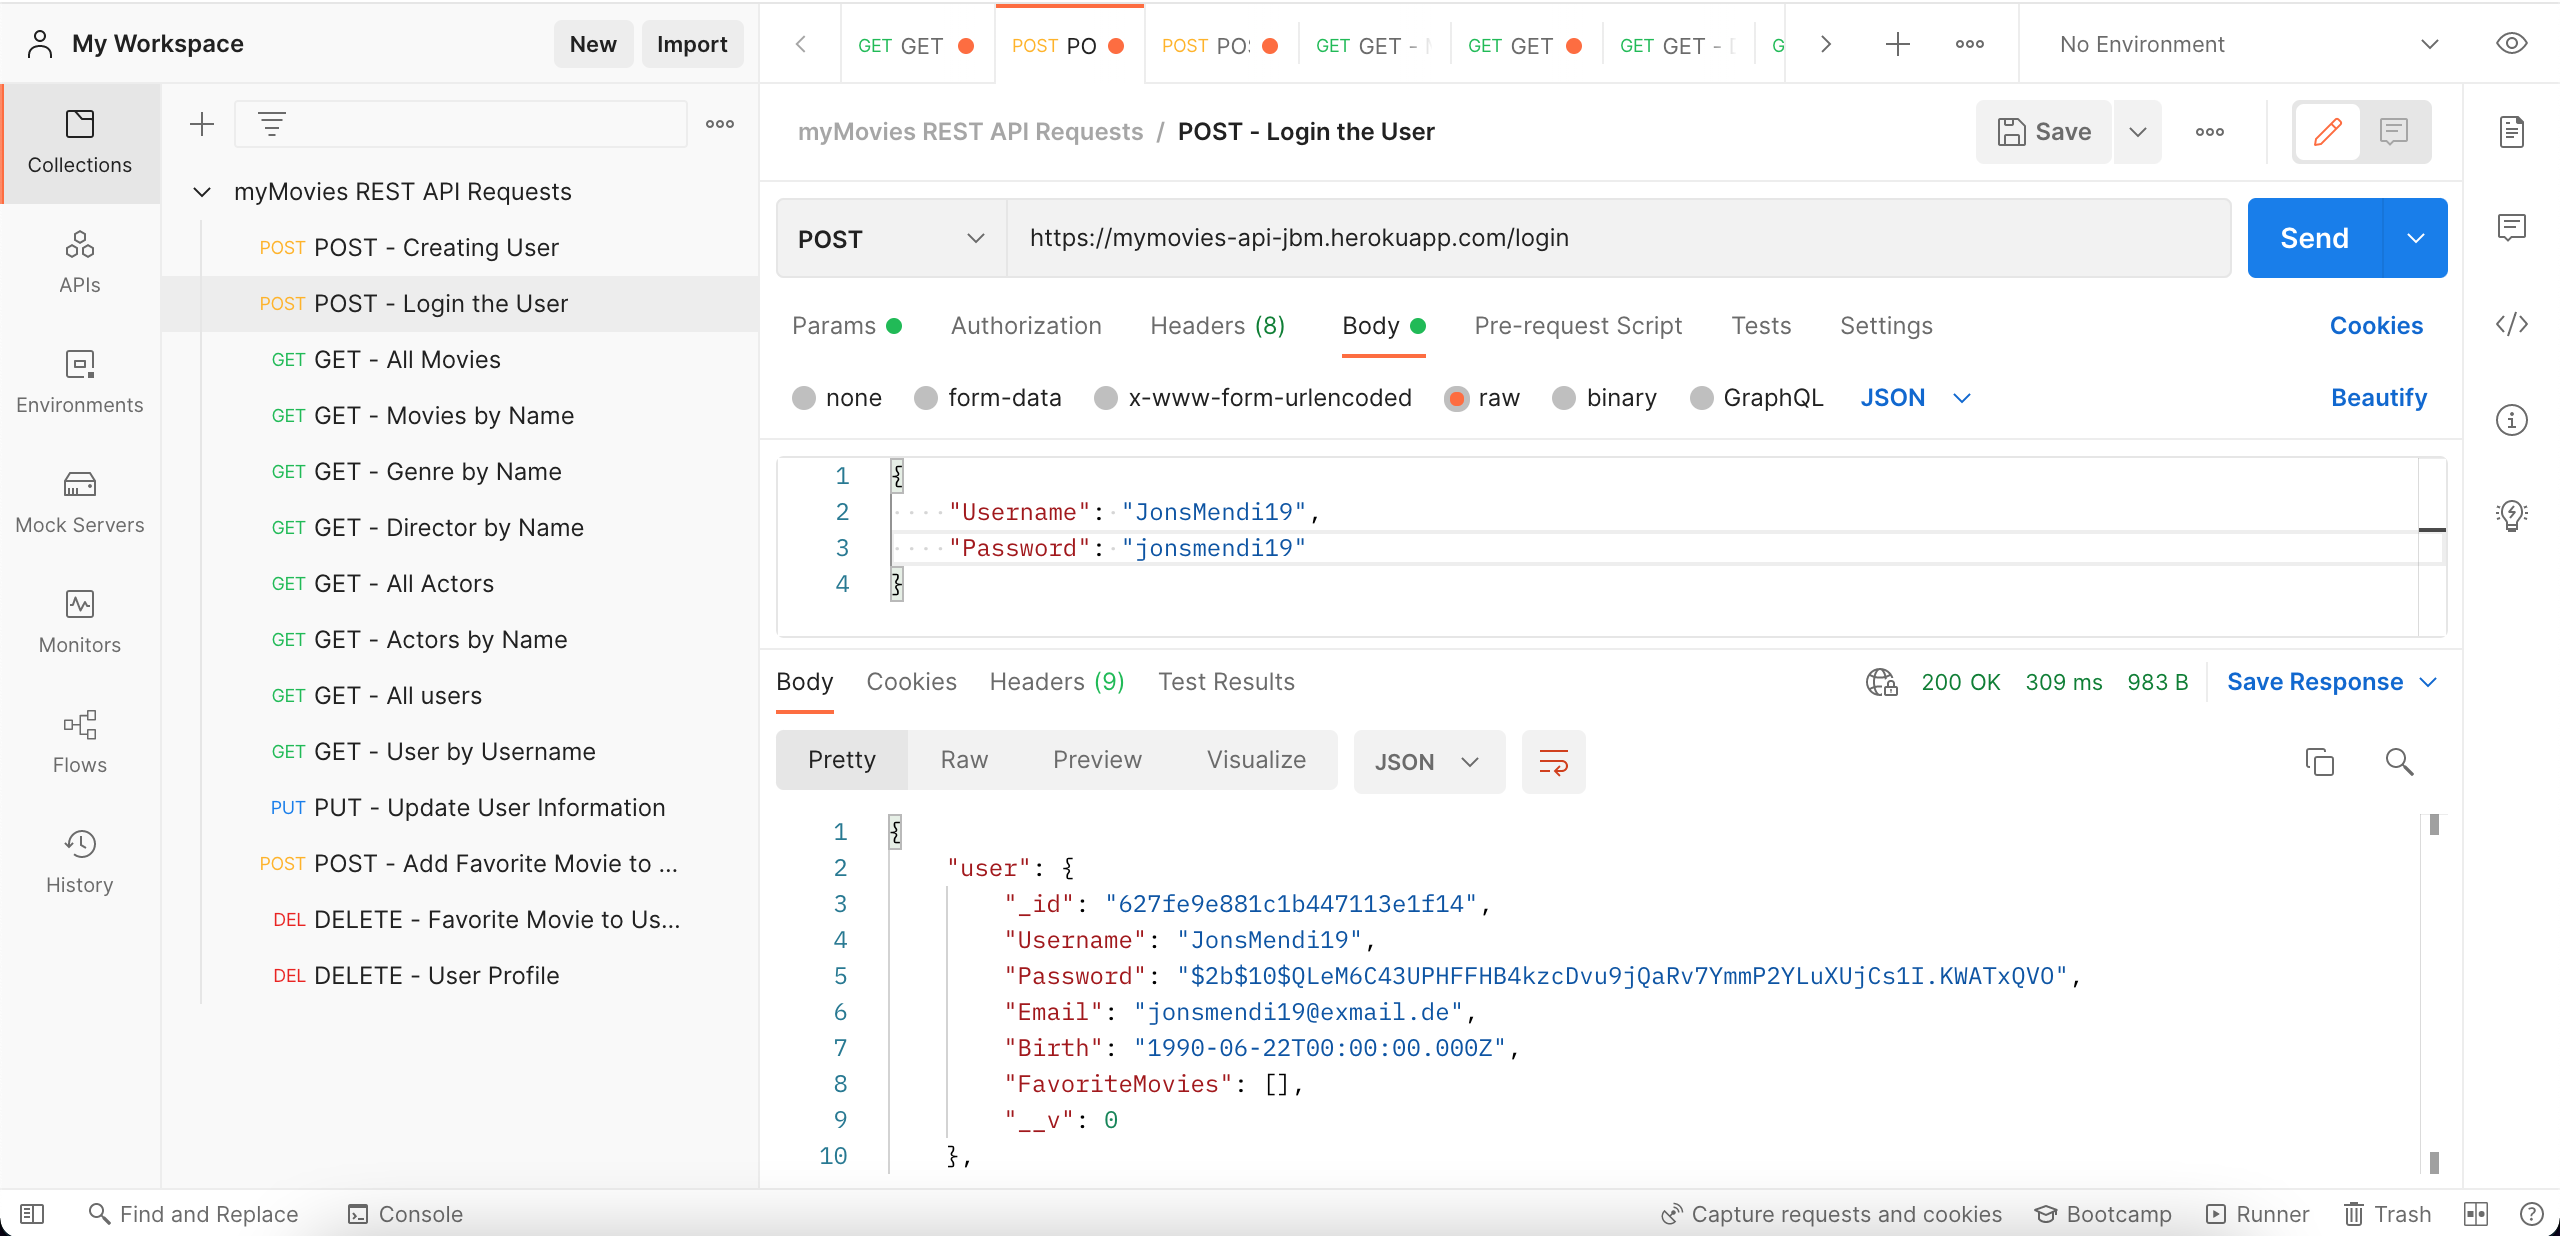 My Workspace
New
Import
GET GET
POST PO
POST PO
GET GET -
GET GET
GET GET -
No Environment
Collections
APIs
Environments
Mock Servers
Monitors
Flows
History
myMovies REST API Requests
POST POST - Creating User
POST POST - Login the User
GET GET - All Movies
GET GET - Movies by Name
GET GET - Genre by Name
GET GET - Director by Name
GET GET - All Actors
GET GET - Actors by Name
GET GET - All users
GET GET - User by Username
PUT PUT - Update User Information
POST POST - Add Favorite Movie to ...
DEL DELETE - Favorite Movie to Us...
DEL DELETE - User Profile
myMovies REST API Requests / POST - Login the User
Save
POST
https://mymovies-api-jbm.herokuapp.com/login
Send
Params Authorization Headers (8) Body Pre-request Script Tests Settings Cookies
none form-data x-www-form-urlencoded raw binary GraphQL JSON Beautify
1 {
2 "Username": "JonsMendi19",
3 "Password": "jonsmendi19"
4 }
Body Cookies Headers (9) Test Results 200 OK 309 ms 983 B Save Response
Pretty Raw Preview Visualize JSON
1 {
2 "user": {
3 "_id": "627fe9e881c1b447113e1f14",
4 "Username": "JonsMendi19",
5 "Password": "$2b$10$QLeM6C43UPHFFHB4kzcDvu9jQaRv7YmmP2YLuXUjCs1I.KWATxQVO",
6 "Email": "jonsmendi19@exmail.de",
7 "Birth": "1990-06-22T00:00:00.000Z",
8 "FavoriteMovies": [],
9 "__v": 0
10 },
Find and Replace Console Capture requests and cookies Bootcamp Runner Trash